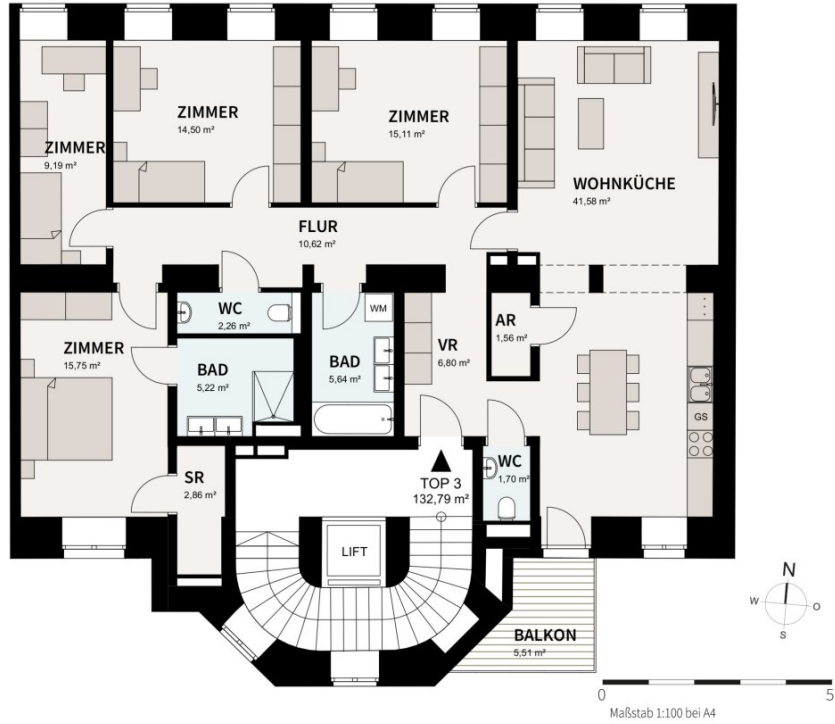 ZIMMER
14,50 m²
ZIMMER
15,11 m²
ZIMMER
9,19 m²
WOHNKÜCHE
41,58 m²
FLUR
10,62 m²
WC
2,26 m²
WM
ZIMMER
15,75 m²
BAD
5,22 m²
BAD
5,64 m²
VR
6,80 m²
AR
1,56 m²
GS
SR
2,86 m²
TOP 3
132,79 m²
WC
1,70 m²
LIFT
BALKON
5,51 m²
N
W
O
S
0
5
Maßstab 1:100 bei A4